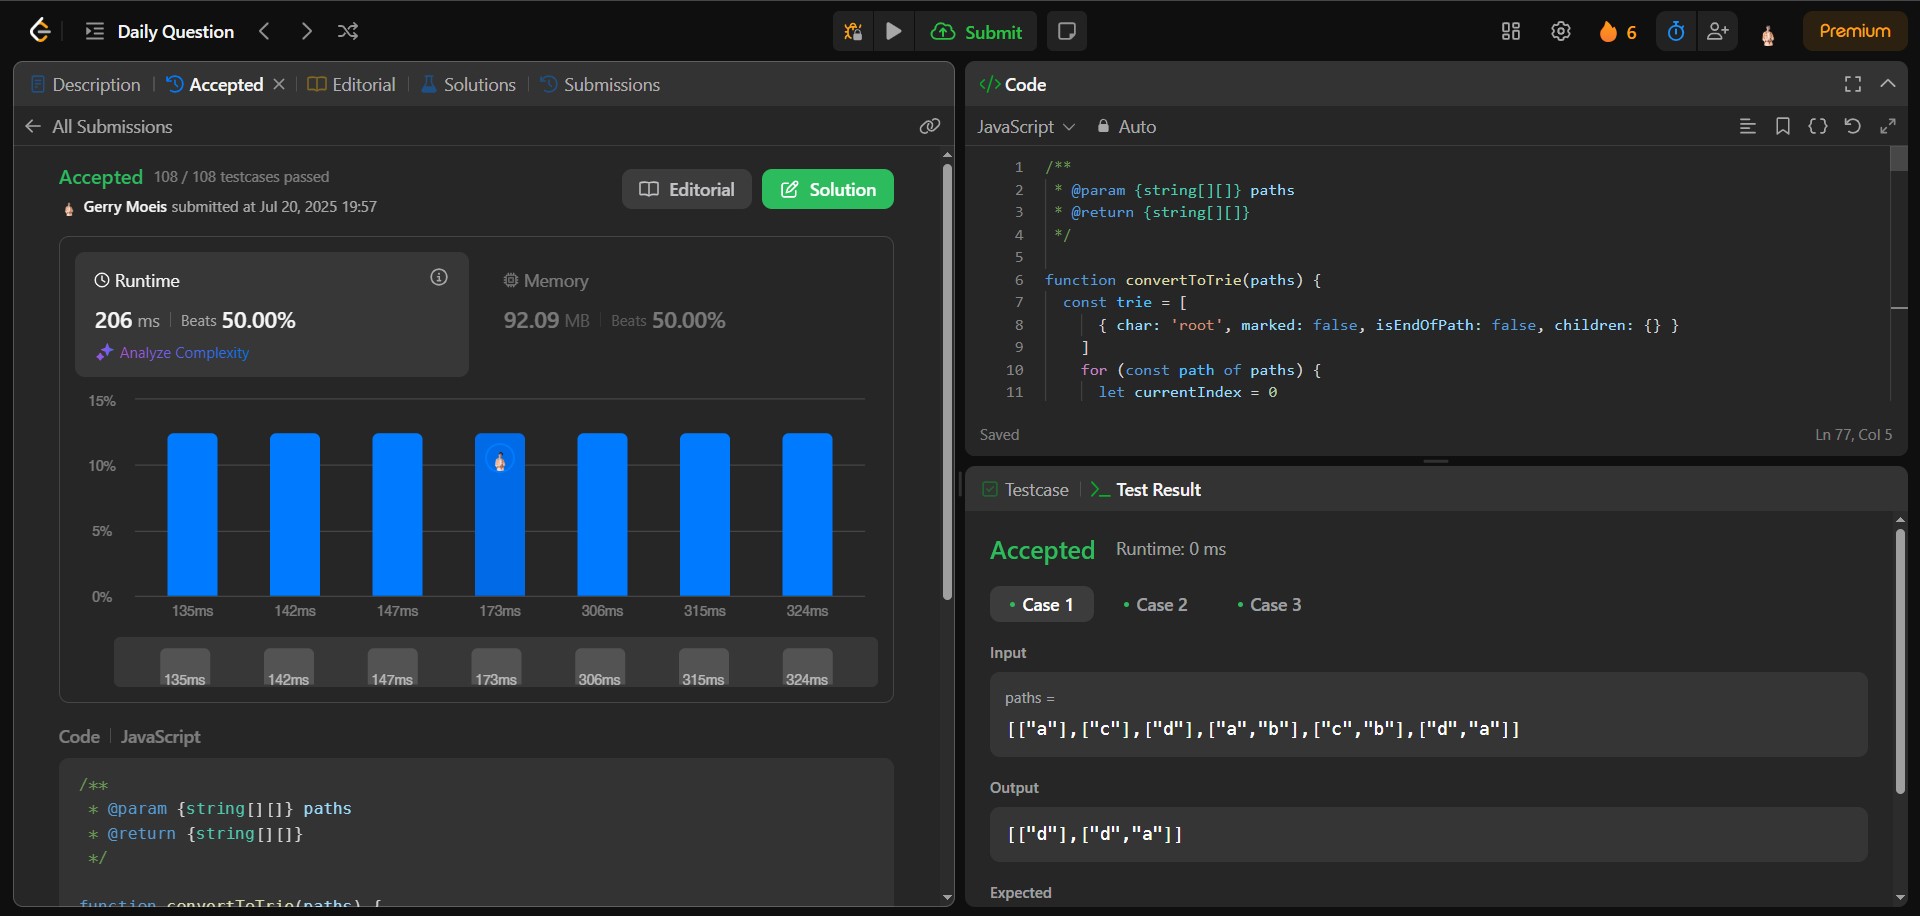 Daily Question
Submit
6
Premium
Description
Accepted
Editorial
Solutions
Submissions
All Submissions
Accepted 108 / 108 testcases passed
Gerry Moeis submitted at Jul 20, 2025 19:57
Editorial
Solution
Runtime
206 ms | Beats 50.00%
Analyze Complexity
Memory
92.09 MB | Beats 50.00%
15%
10%
5%
0%
135ms 142ms 147ms 173ms 306ms 315ms 324ms
135ms 142ms 147ms 173ms 306ms 315ms 324ms
Code | JavaScript
/**
* @param {string[][]} paths
* @return {string[][]}
*/
function convertToTrie(paths) {
</> Code
JavaScript
Auto
1 /**
2 * @param {string[][]} paths
3 * @return {string[][]}
4 */
5
6 function convertToTrie(paths) {
7 const trie = [
8 { char: 'root', marked: false, isEndOfPath: false, children: {} }
9 ]
10 for (const path of paths) {
11 let currentIndex = 0
Saved
Ln 77, Col 5
Testcase
>_ Test Result
Accepted Runtime: 0 ms
• Case 1 • Case 2 • Case 3
Input
paths =
[["a"],["c"],["d"],["a","b"],["c","b"],["d","a"]]
Output
[["d"],["d","a"]]
Expected